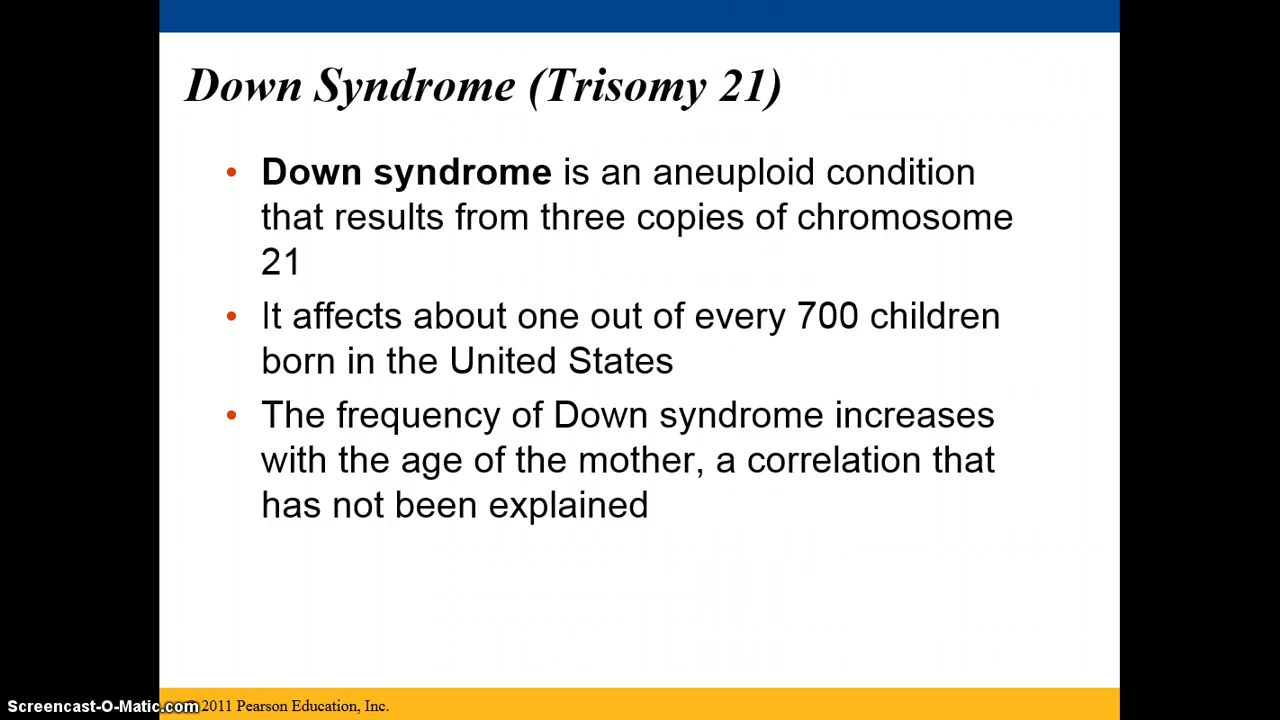 Down Syndrome (Trisomy 21)
• Down syndrome is an aneuploid condition
that results from three copies of chromosome
21
• It affects about one out of every 700 children
born in the United States
• The frequency of Down syndrome increases
with the age of the mother, a correlation that
has not been explained
Screencast-O-Matic.com
© 2011 Pearson Education, Inc.